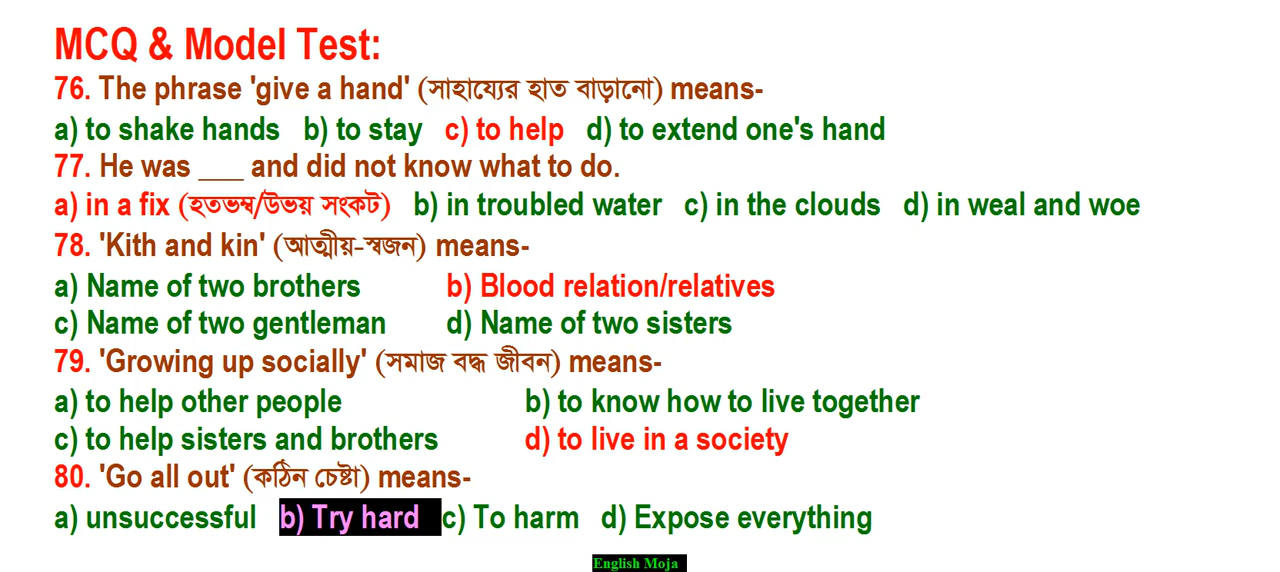 MCQ & Model Test:
76. The phrase 'give a hand' (সাহায্যের হাত বাড়ানো) means-
a) to shake hands b) to stay c) to help d) to extend one's hand
77. He was ___ and did not know what to do.
a) in a fix (হতভম্ব/উভয় সংকট) b) in troubled water c) in the clouds d) in weal and woe
78. 'Kith and kin' (আত্মীয়-স্বজন) means-
a) Name of two brothers b) Blood relation/relatives
c) Name of two gentleman d) Name of two sisters
79. 'Growing up socially' (সমাজ বদ্ধ জীবন) means-
a) to help other people b) to know how to live together
c) to help sisters and brothers d) to live in a society
80. 'Go all out' (কঠিন চেষ্টা) means-
a) unsuccessful b) Try hard c) To harm d) Expose everything
English Moja